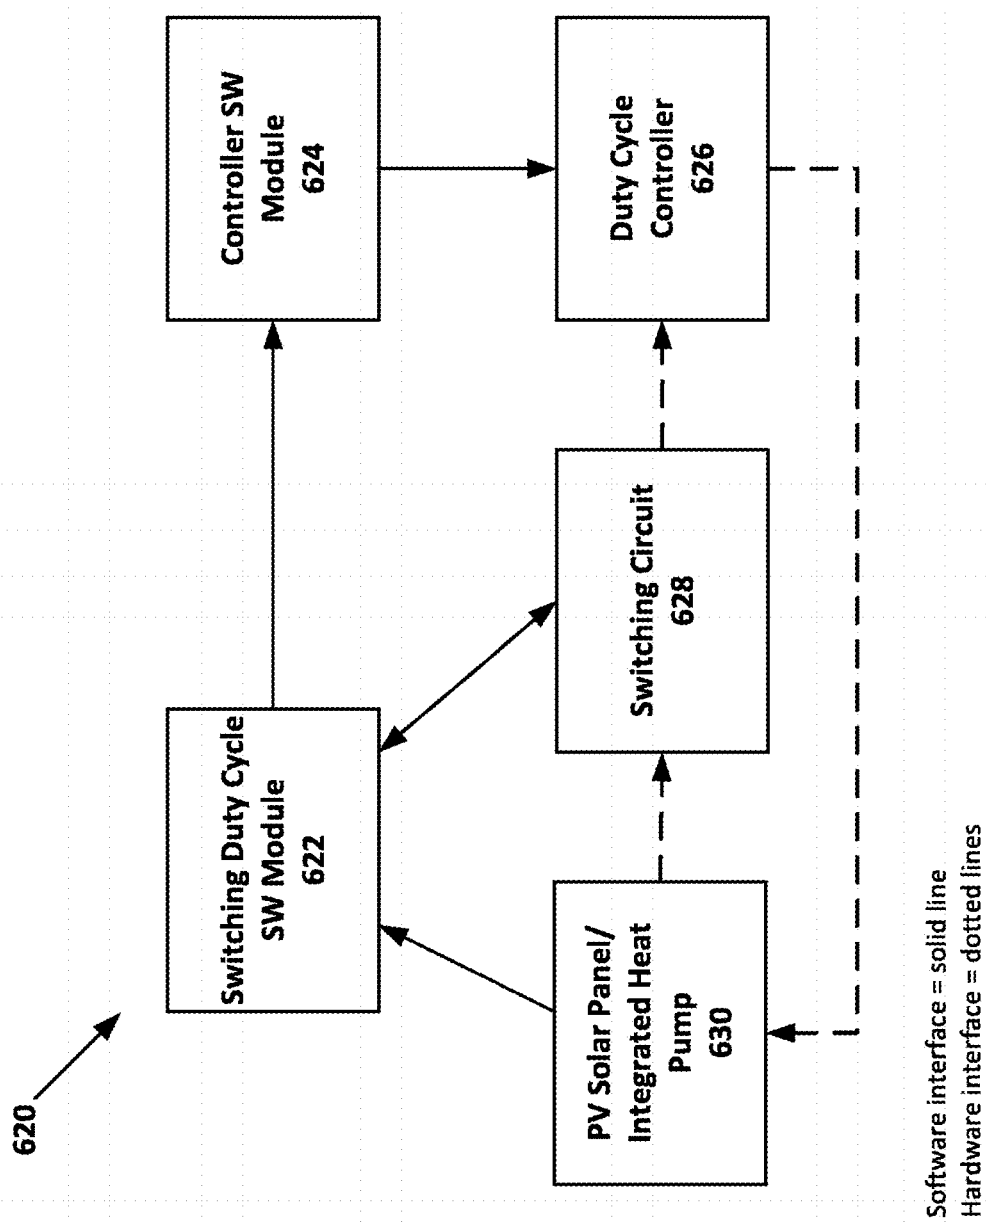 620
Switching Duty Cycle
SW Module
622
Controller SW
Module
624
PV Solar Panel/
Integrated Heat
Pump
630
Switching Circuit
628
Duty Cycle
Controller
626
Software interface = solid line
Hardware interface = dotted lines